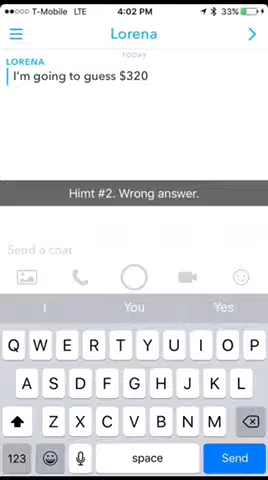 T-Mobile LTE 4:02 PM 33%
Lorena
TODAY
LORENA
I'm going to guess $320
Himt #2. Wrong answer.
Send a chat
I You Yes
Q W E R T Y U I O P
A S D F G H J K L
Z X C V B N M
123 space Send